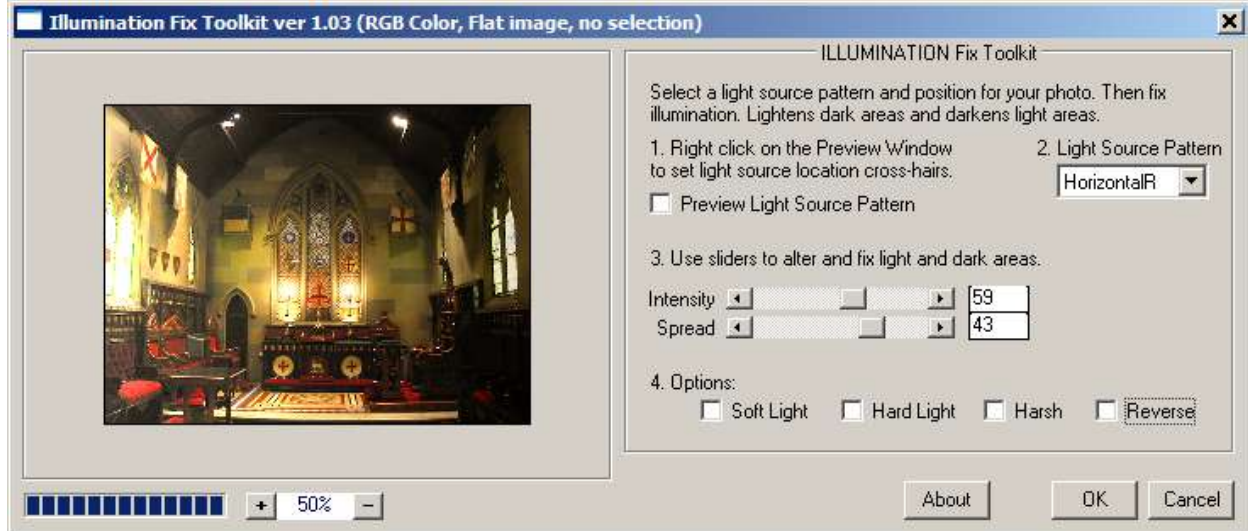 Illumination Fix Toolkit ver 1.03 (RGB Color, Flat image, no selection)
ILLUMINATION Fix Toolkit
Select a light source pattern and position for your photo. Then fix
illumination. Lightens dark areas and darkens light areas.
1. Right click on the Preview Window
to set light source location cross-hairs.
2. Light Source Pattern
HorizontalR
Preview Light Source Pattern
3. Use sliders to alter and fix light and dark areas.
Intensity 59
Spread 43
4. Options:
Soft Light Hard Light Harsh Reverse
+ 50% −
About OK Cancel